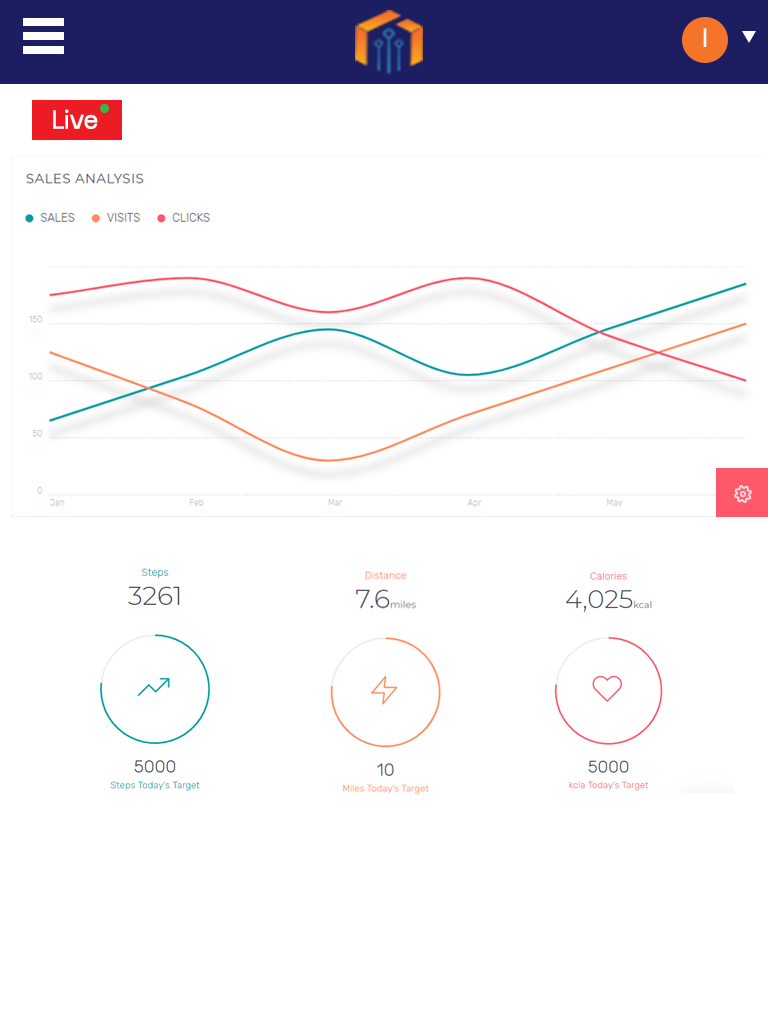 I
Live
SALES ANALYSIS
SALES VISITS CLICKS
150
100
50
0
Jan Feb Mar Apr May
Steps Distance Calories
3261 7.6miles 4,025kcal
5000 10 5000
Steps Today's Target Miles Today's Target kcla Today's Target